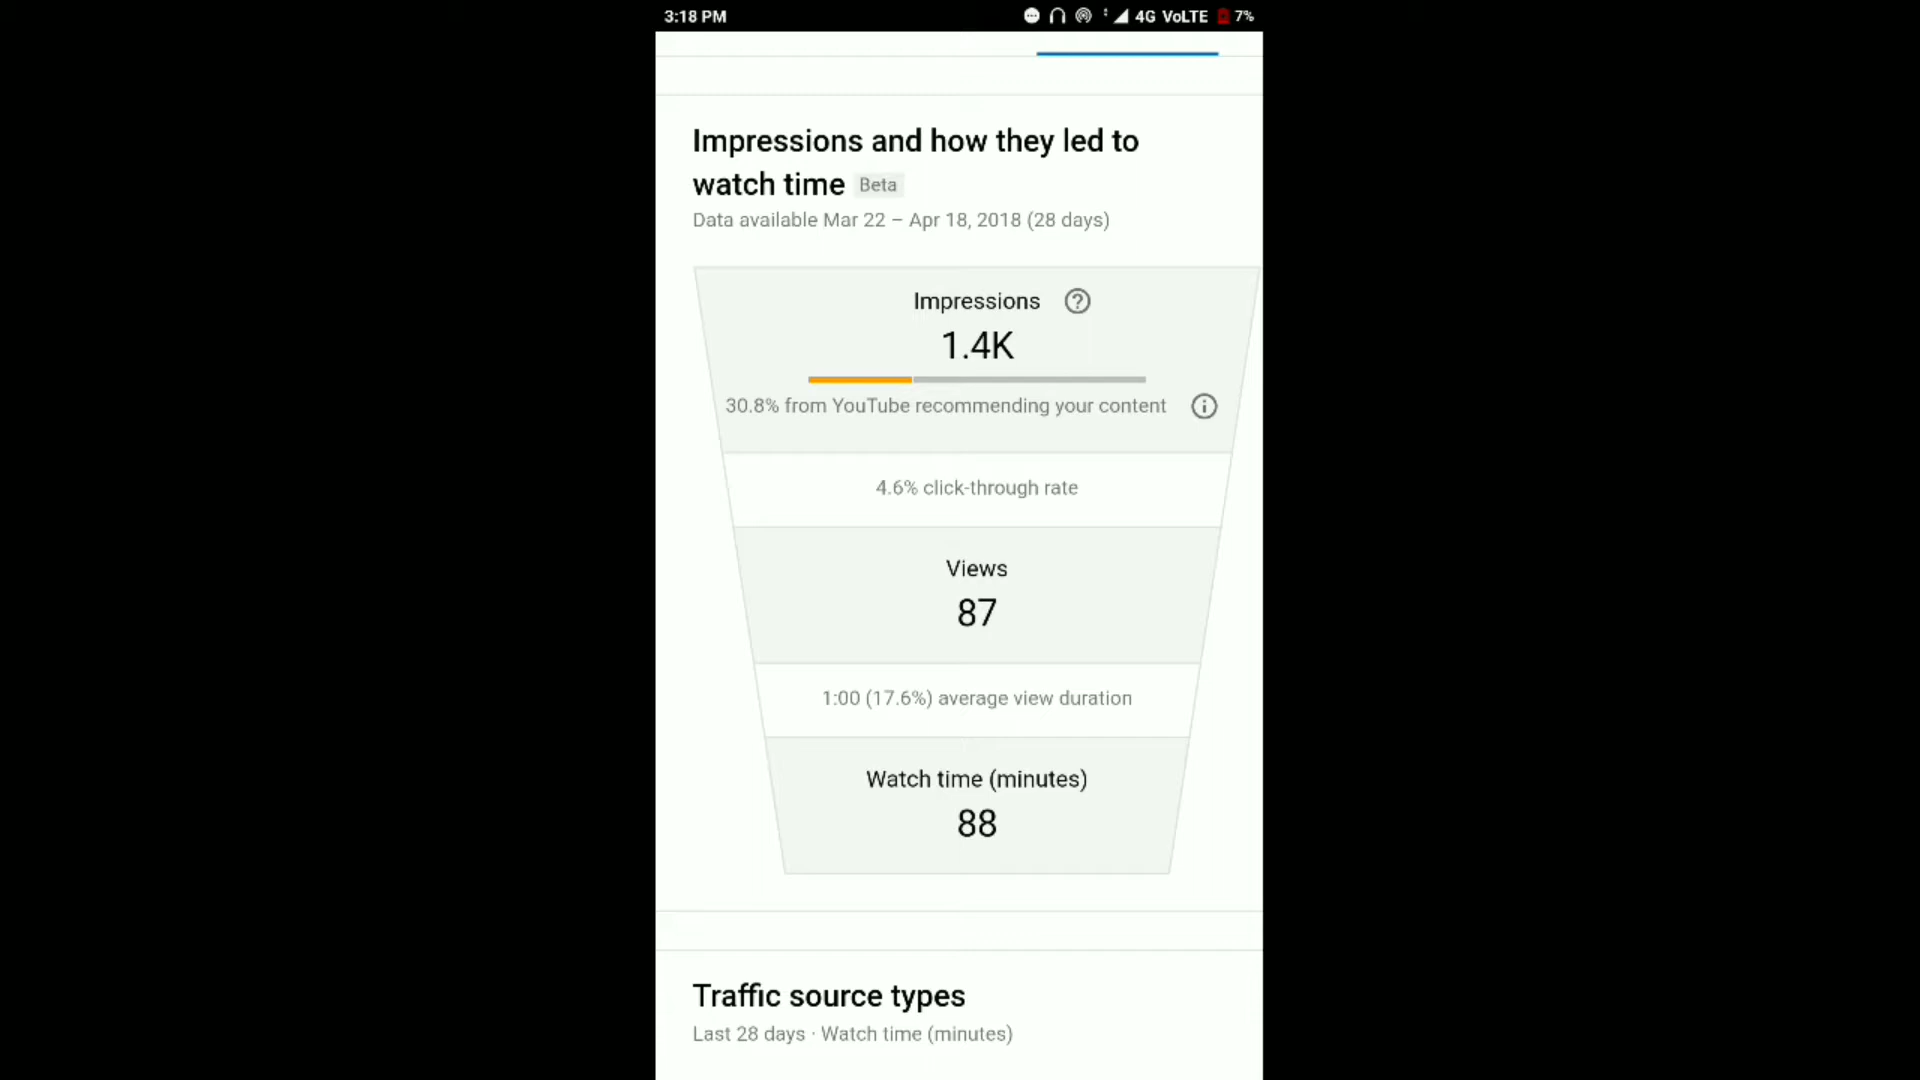 3:18 PM 4G VoLTE 7%
Impressions and how they led to
watch time Beta
Data available Mar 22 – Apr 18, 2018 (28 days)
Impressions
1.4K
30.8% from YouTube recommending your content
4.6% click-through rate
Views
87
1:00 (17.6%) average view duration
Watch time (minutes)
88
Traffic source types
Last 28 days · Watch time (minutes)